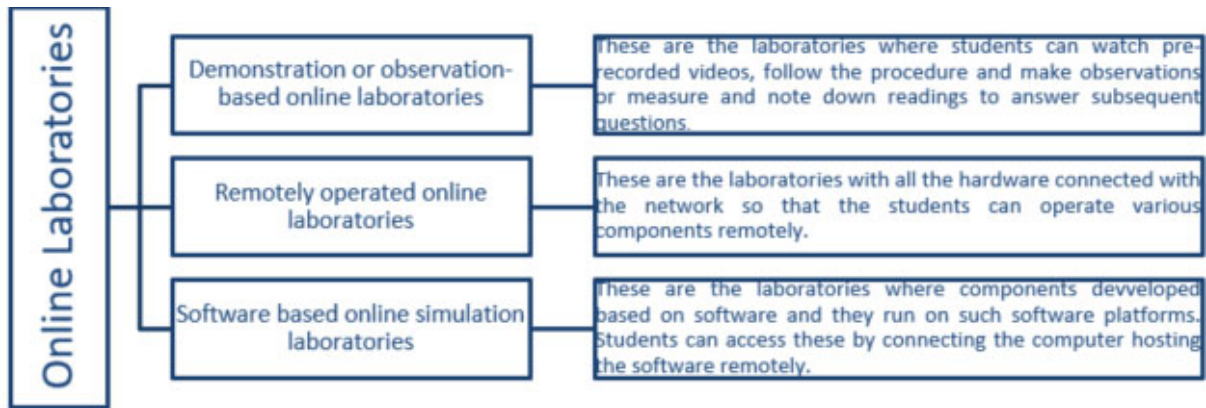 Online Laboratories
Demonstration or observation-
based online laboratories
These are the laboratories where students can watch pre-
recorded videos, follow the procedure and make observations
or measure and note down readings to answer subsequent
questions.
Remotely operated online
laboratories
These are the laboratories with all the hardware connected with
the network so that the students can operate various
components remotely.
Software based online simulation
laboratories
These are the laboratories where components devveloped
based on software and they run on such software platforms.
Students can access these by connecting the computer hosting
the software remotely.